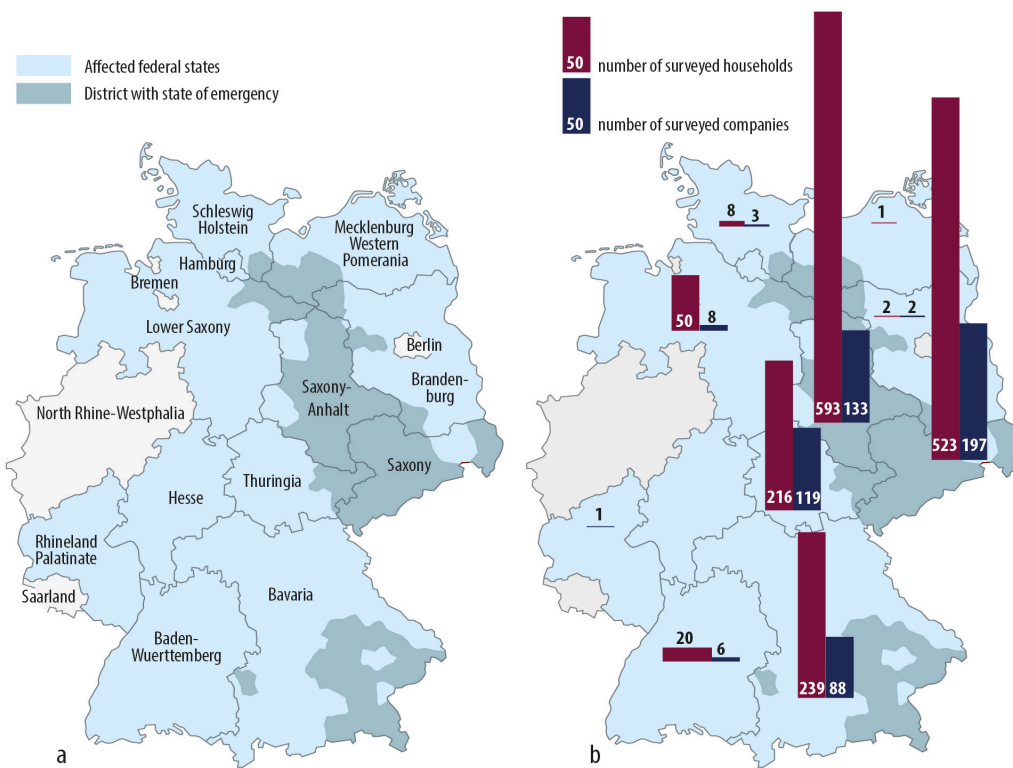 Affected federal states
District with state of emergency
Schleswig
Holstein
Mecklenburg
Western
Pomerania
Hamburg
Bremen
Lower Saxony
Berlin
Branden-
burg
Saxony-
Anhalt
North Rhine-Westphalia
Saxony
Thuringia
Hesse
Rhineland
Palatinate
Saarland
Bavaria
Baden-
Wuerttemberg
a
50 number of surveyed households
50 number of surveyed companies
8 3
1
50 8
2 2
593 133
523 197
216 119
1
20 6
239 88
b